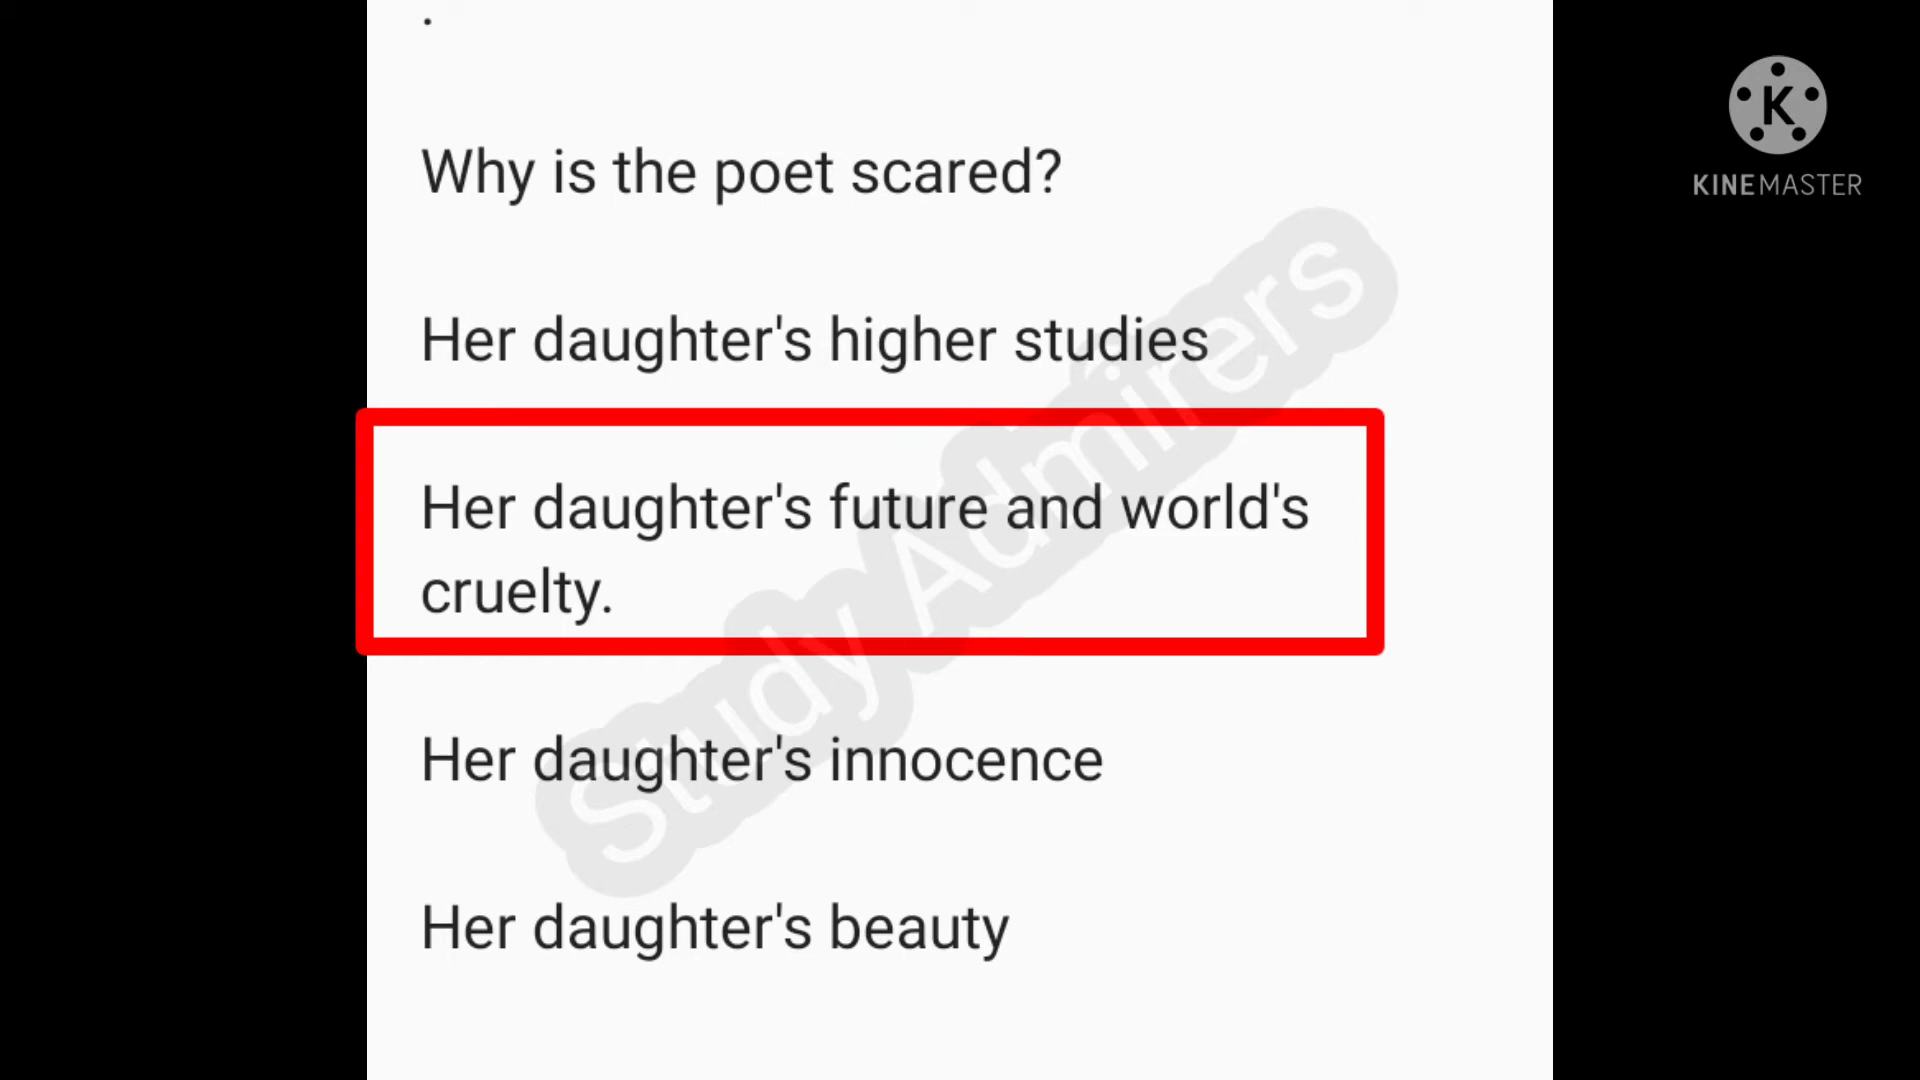 K
KINEMASTER
Why is the poet scared?
Her daughter's higher studies
Her daughter's future and world's
cruelty.
Her daughter's innocence
Her daughter's beauty
Study Admirers